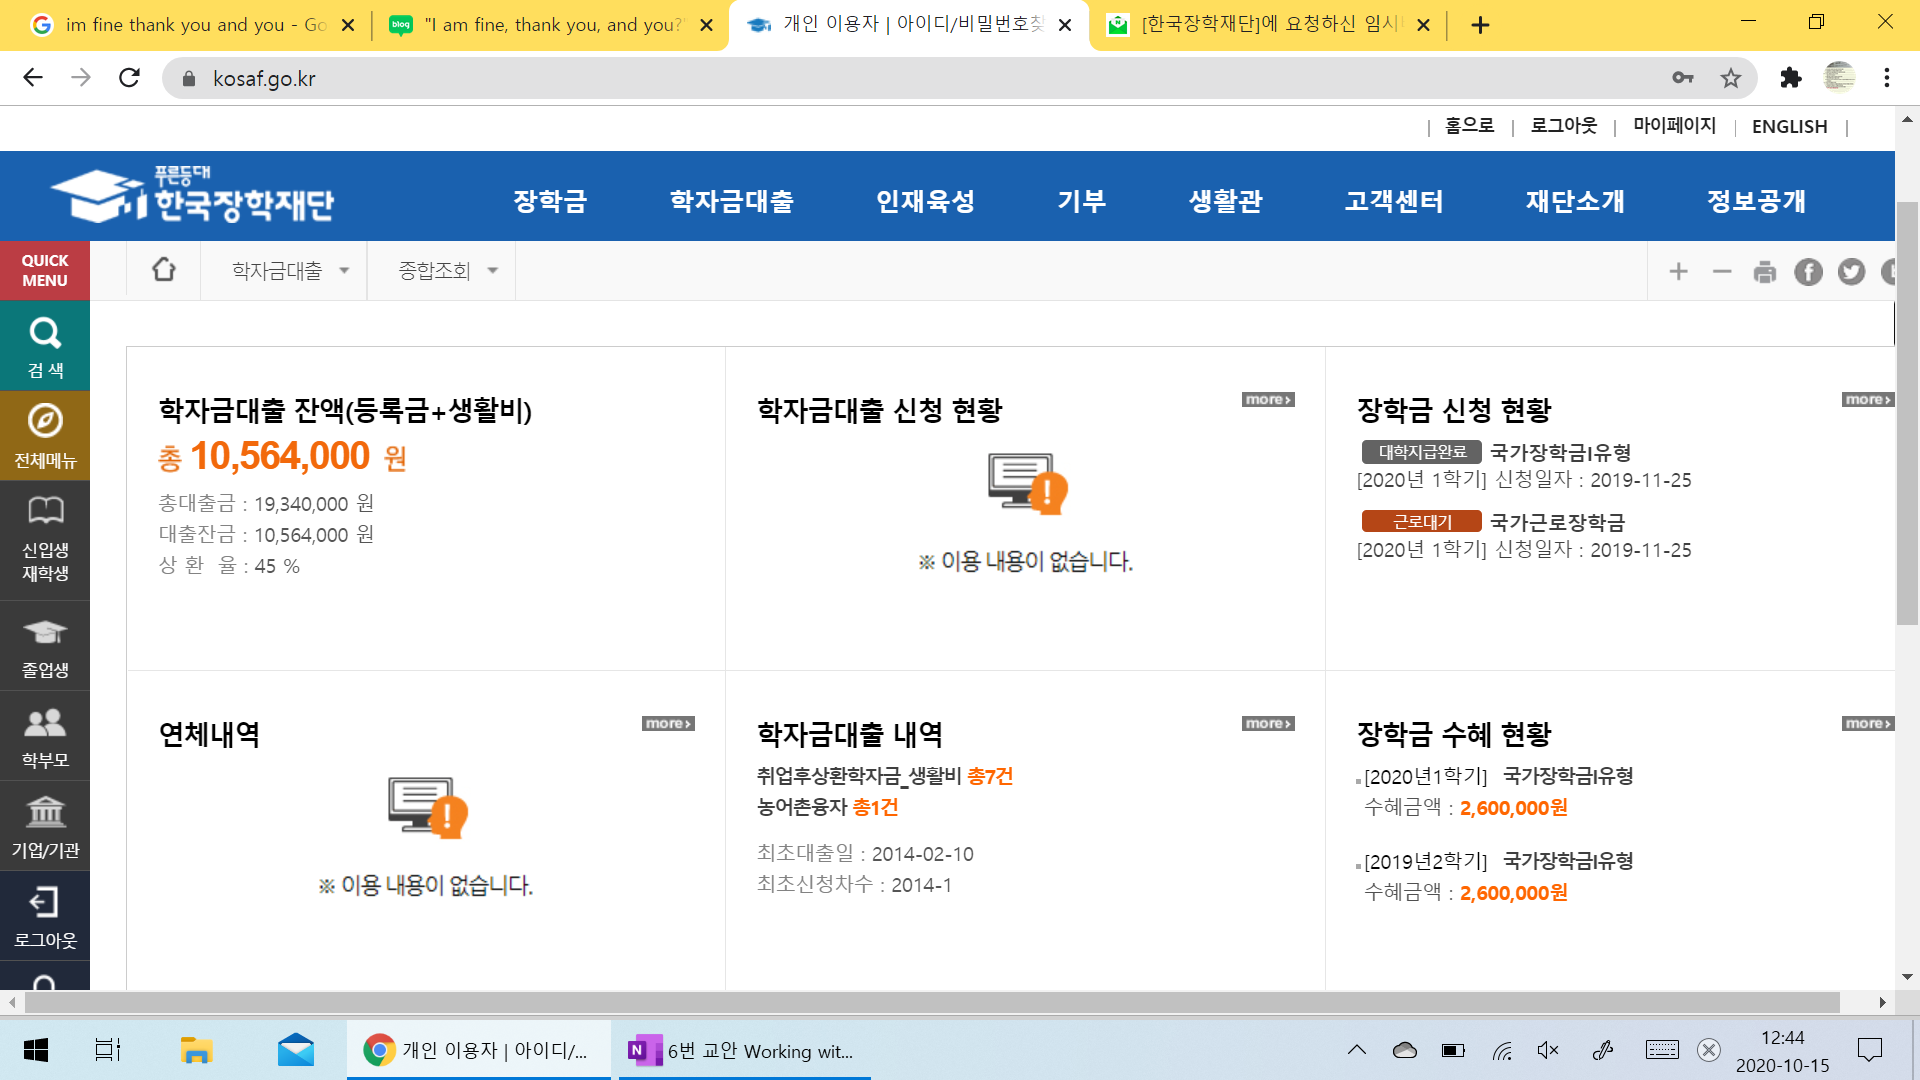 im fine thank you and you - Go
"I am fine, thank you, and you?"
개인 이용자 | 아이디/비밀번호찾
[한국장학재단]에 요청하신 임시
kosaf.go.kr
홈으로 | 로그아웃 | 마이페이지 | ENGLISH |
푸른등대
한국장학재단
장학금 학자금대출 인재육성 기부 생활관 고객센터 재단소개 정보공개
QUICK
MENU
학자금대출 종합조회
검 색
전체메뉴
신입생
재학생
졸업생
학부모
기업/기관
로그아웃
학자금대출 잔액(등록금+생활비)
총 10,564,000 원
총대출금 : 19,340,000 원
대출잔금 : 10,564,000 원
상 환 율 : 45 %
학자금대출 신청 현황 more
※ 이용 내용이 없습니다.
장학금 신청 현황 more
대학지급완료 국가장학금I유형
[2020년 1학기] 신청일자 : 2019-11-25
근로대기 국가근로장학금
[2020년 1학기] 신청일자 : 2019-11-25
연체내역 more
※ 이용 내용이 없습니다.
학자금대출 내역 more
취업후상환학자금_생활비 총7건
농어촌융자 총1건
최초대출일 : 2014-02-10
최초신청차수 : 2014-1
장학금 수혜 현황 more
[2020년1학기] 국가장학금I유형
수혜금액 : 2,600,000원
[2019년2학기] 국가장학금I유형
수혜금액 : 2,600,000원
개인 이용자 | 아이디/...
N 6번 교안 Working wit...
12:44
2020-10-15